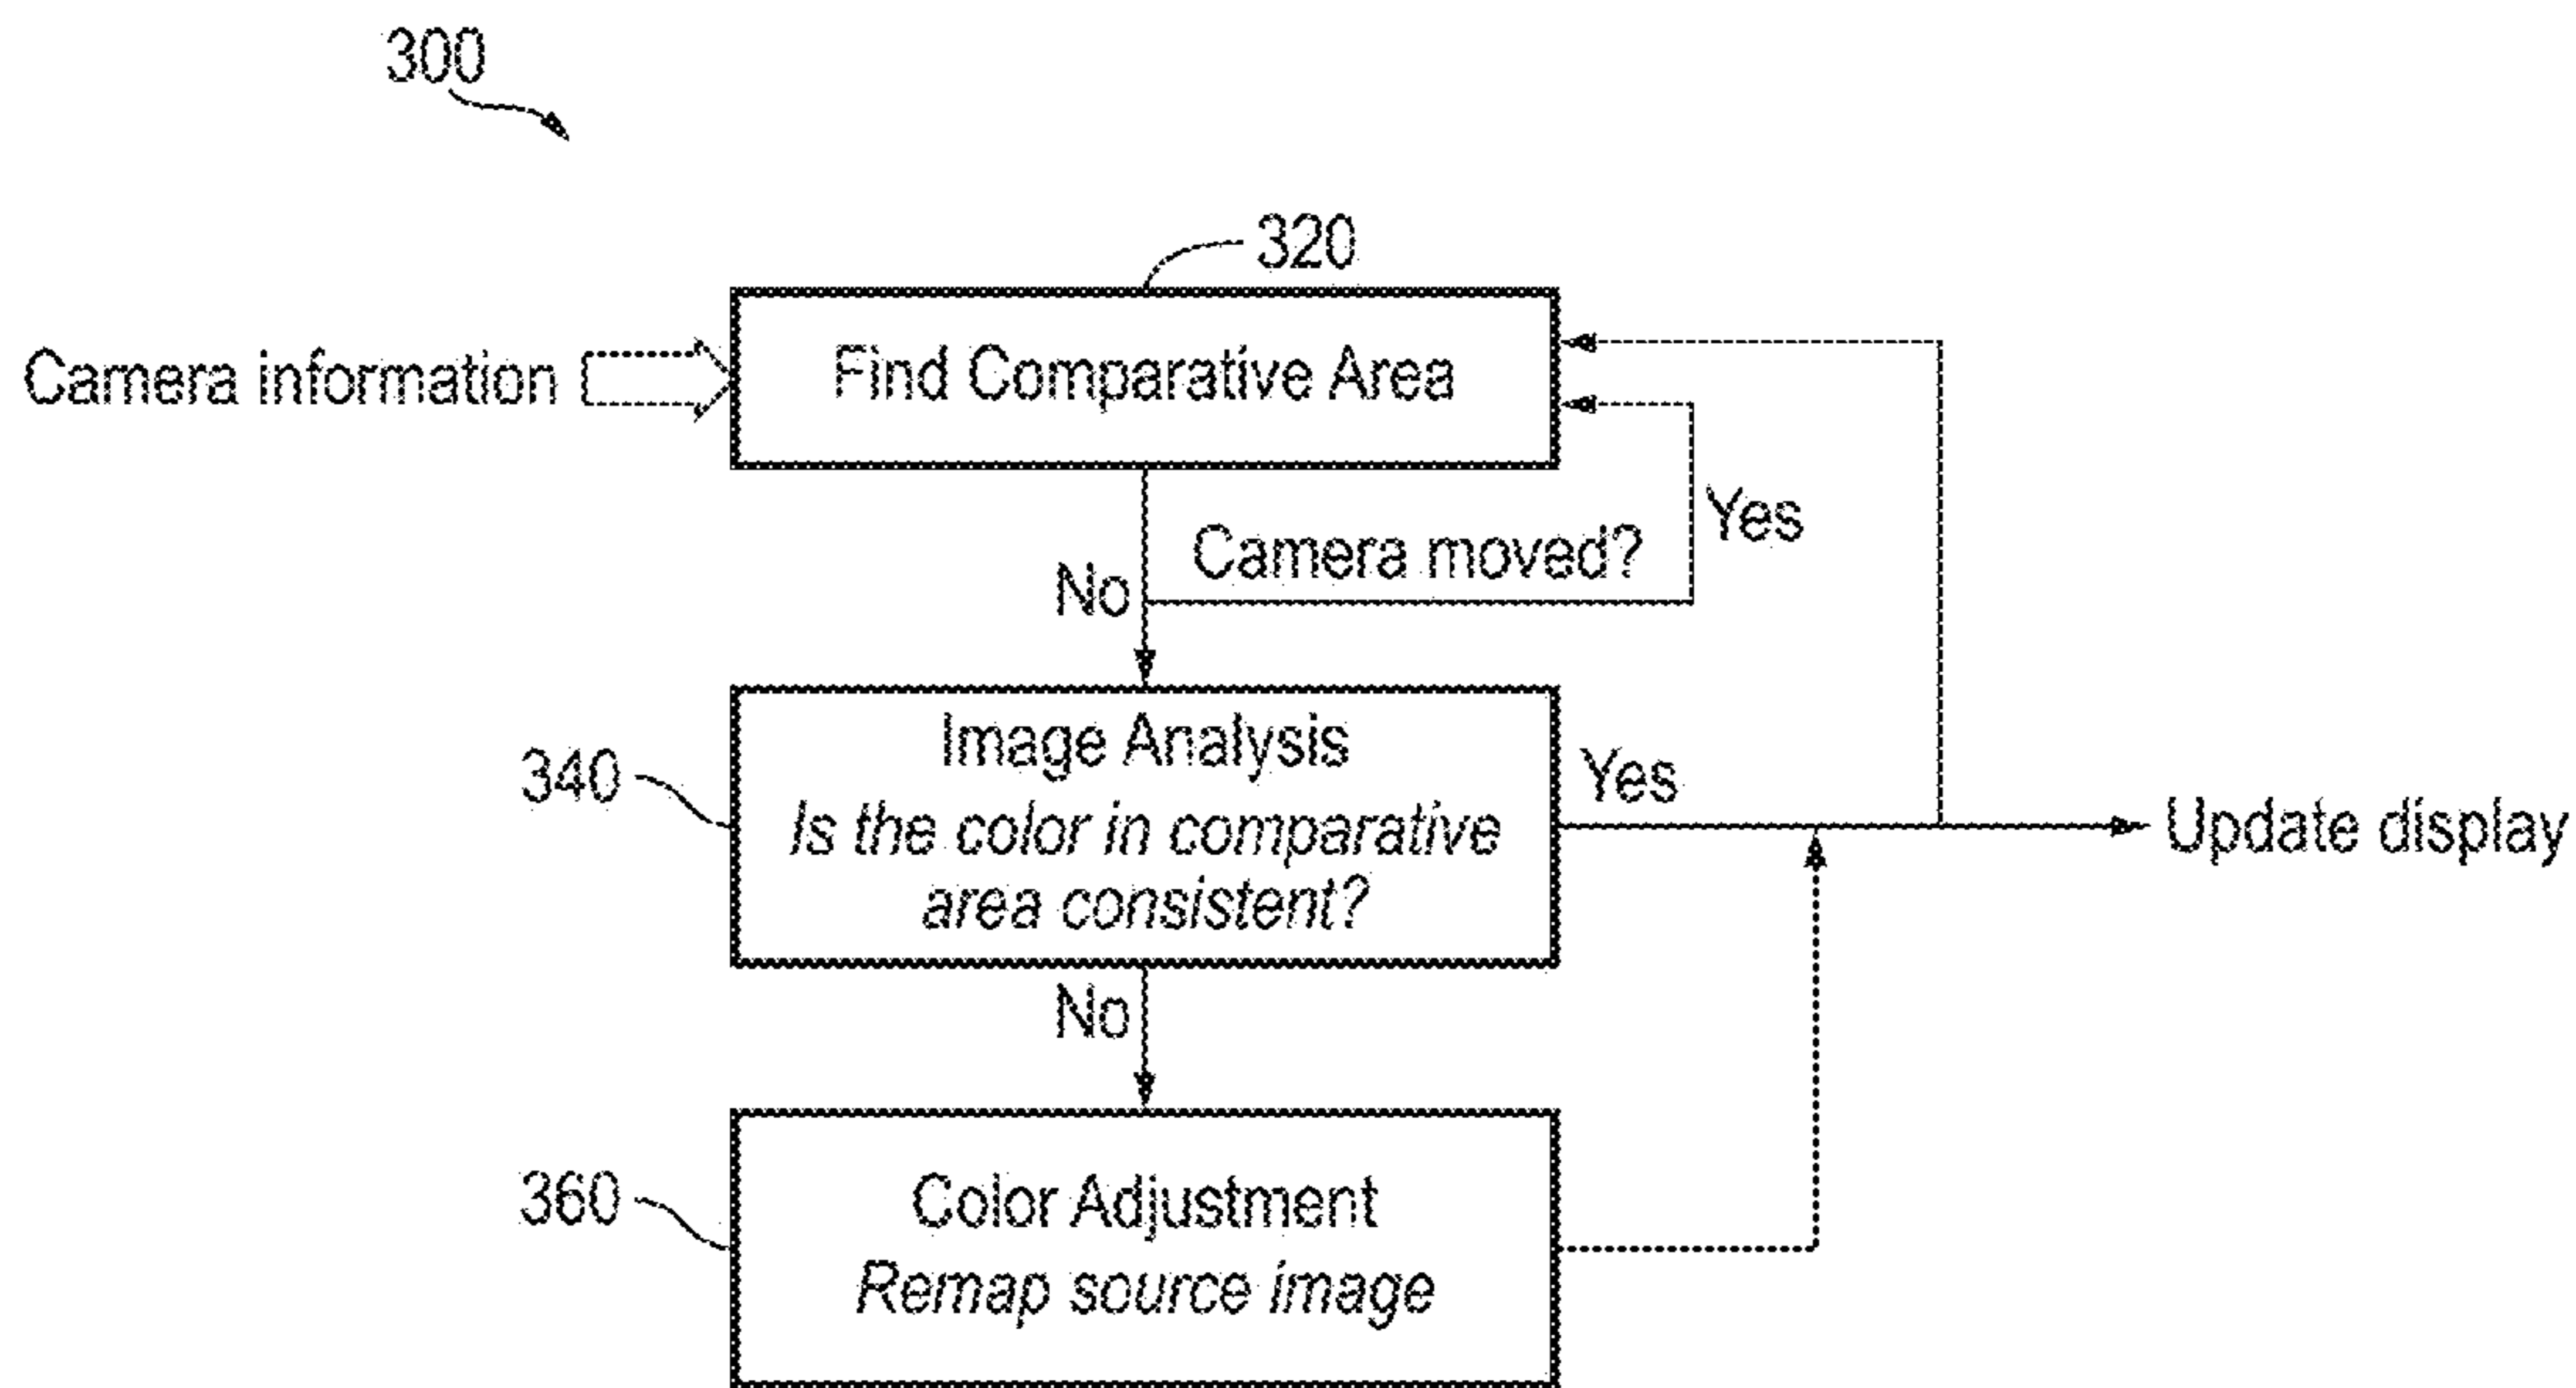 300
320
Camera information
Find Comparative Area
Yes
Camera moved?
No
340
Image Analysis
Is the color in comparative
area consistent?
Yes
Update display
No
360
Color Adjustment
Remap source image